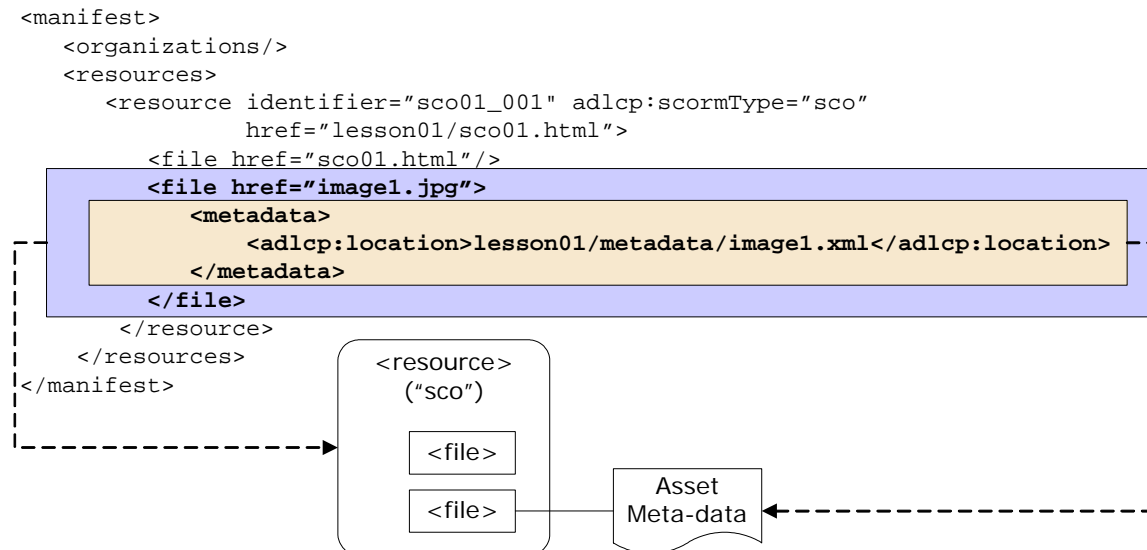 <manifest>
<organizations/>
<resources>
<resource identifier="sco01_001" adlcp:scormType="sco"
href="lesson01/sco01.html">
<file href="sco01.html"/>
<file href="image1.jpg">
<metadata>
<adlcp:location>lesson01/metadata/image1.xml</adlcp:location>
</metadata>
</file>
</resource>
</resources>
</manifest>
<resource>
(“sco”)
<file>
<file>
Asset
Meta-data